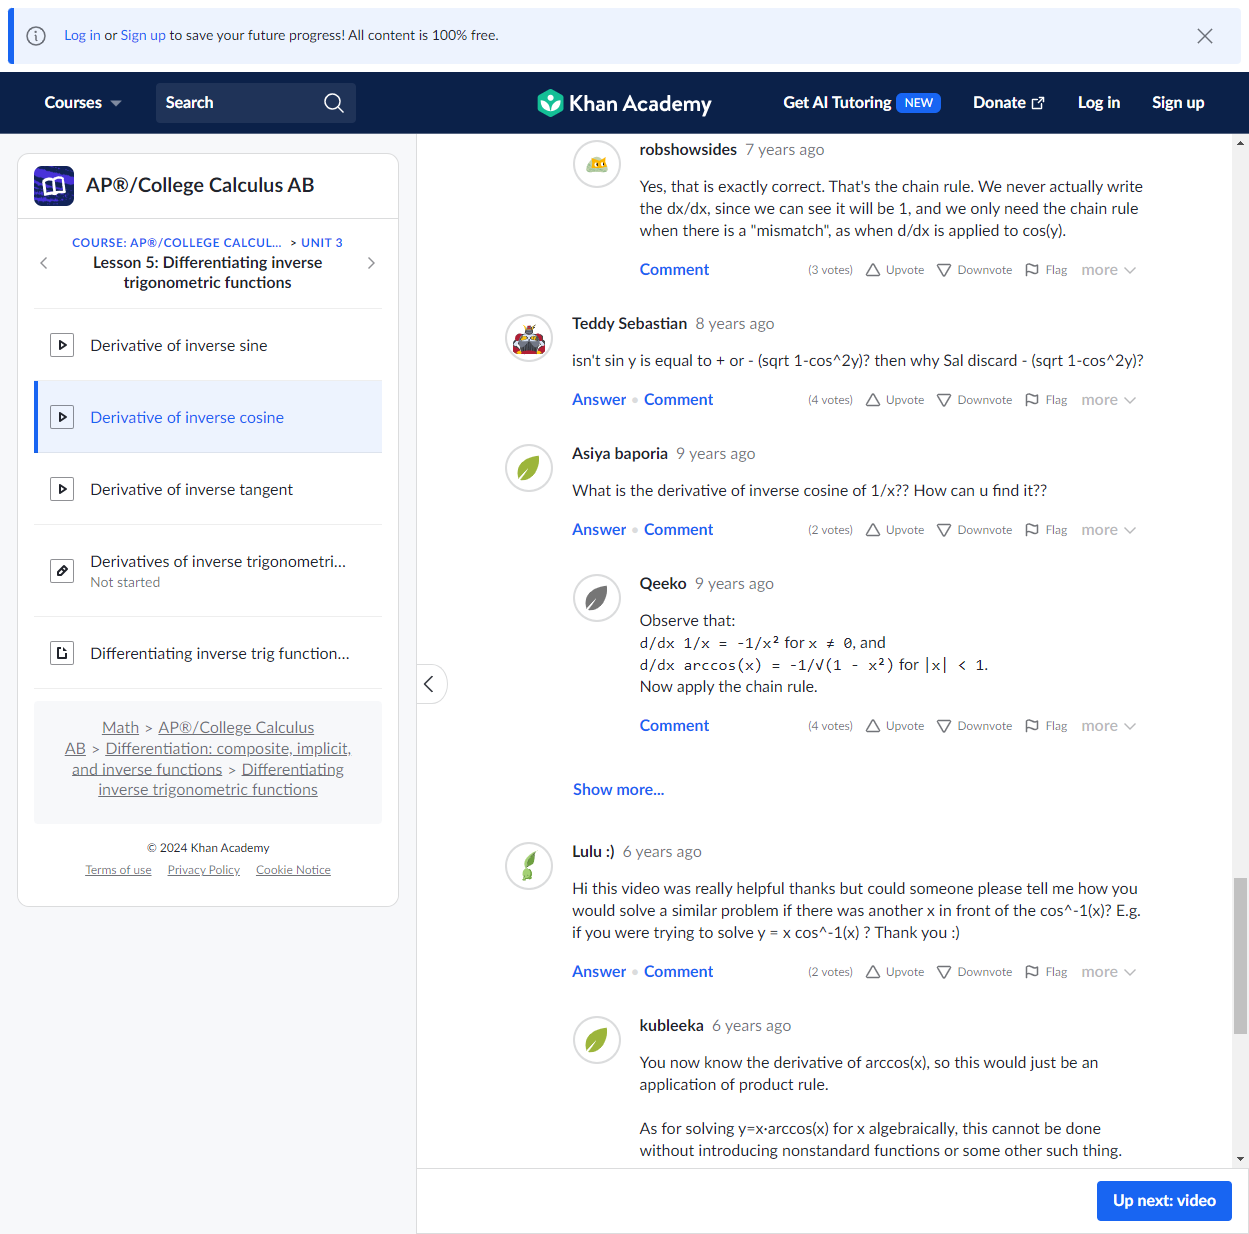 Log in or Sign up to save your future progress! All content is 100% free.
Courses
Search
Khan Academy
Get AI Tutoring NEW
Donate
Log in
Sign up
AP®/College Calculus AB
COURSE: AP®/COLLEGE CALCUL... > UNIT 3
Lesson 5: Differentiating inverse
trigonometric functions
Derivative of inverse sine
Derivative of inverse cosine
Derivative of inverse tangent
Derivatives of inverse trigonometri...
Not started
Differentiating inverse trig function...
Math > AP®/College Calculus
AB > Differentiation: composite, implicit,
and inverse functions > Differentiating
inverse trigonometric functions
© 2024 Khan Academy
Terms of use Privacy Policy Cookie Notice
robshowsides 7 years ago
Yes, that is exactly correct. That's the chain rule. We never actually write
the dx/dx, since we can see it will be 1, and we only need the chain rule
when there is a "mismatch", as when d/dx is applied to cos(y).
Comment (3 votes) Upvote Downvote Flag more
Teddy Sebastian 8 years ago
isn't sin y is equal to + or - (sqrt 1-cos^2y)? then why Sal discard - (sqrt 1-cos^2y)?
Answer • Comment (4 votes) Upvote Downvote Flag more
Asiya baporia 9 years ago
What is the derivative of inverse cosine of 1/x?? How can u find it??
Answer • Comment (2 votes) Upvote Downvote Flag more
Qeeko 9 years ago
Observe that:
d/dx 1/x = -1/x² for x ≠ 0, and
d/dx arccos(x) = -1/√(1 - x²) for |x| < 1.
Now apply the chain rule.
Comment (4 votes) Upvote Downvote Flag more
Show more...
Lulu :) 6 years ago
Hi this video was really helpful thanks but could someone please tell me how you
would solve a similar problem if there was another x in front of the cos^-1(x)? E.g.
if you were trying to solve y = x cos^-1(x) ? Thank you :)
Answer • Comment (2 votes) Upvote Downvote Flag more
kubleeka 6 years ago
You now know the derivative of arccos(x), so this would just be an
application of product rule.
As for solving y=x·arccos(x) for x algebraically, this cannot be done
without introducing nonstandard functions or some other such thing.
Up next: video